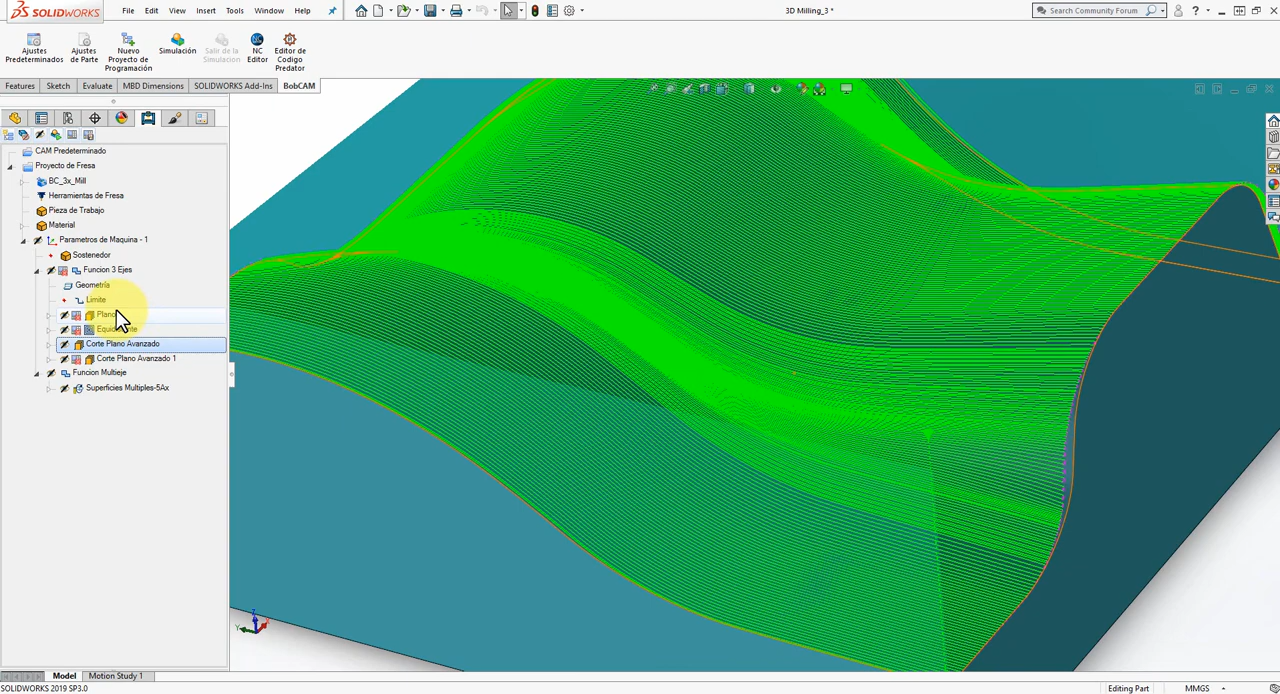 SOLIDWORKS File Edit View Insert Tools Window Help 3D Milling_3 * Search Community Forum
Ajustes Predeterminados
Ajustes de Parte
Nuevo Proyecto de Programación
Simulación
Salir de la Simulacion
NC Editor
Editor de Codigo Predator
Features Sketch Evaluate MBD Dimensions SOLIDWORKS Add-Ins BobCAM
CAM Predeterminado
Proyecto de Fresa
BC_3x_Mill
Herramientas de Fresa
Pieza de Trabajo
Material
Parametros de Maquina - 1
Sostenedor
Funcion 3 Ejes
Geometría
Limite
Corte Plano Avanzado
Corte Plano Avanzado 1
Funcion Multieje
Superficies Multiples-5Ax
Z
Y
Model Motion Study 1
SOLIDWORKS 2019 SP3.0 Editing Part MMGS